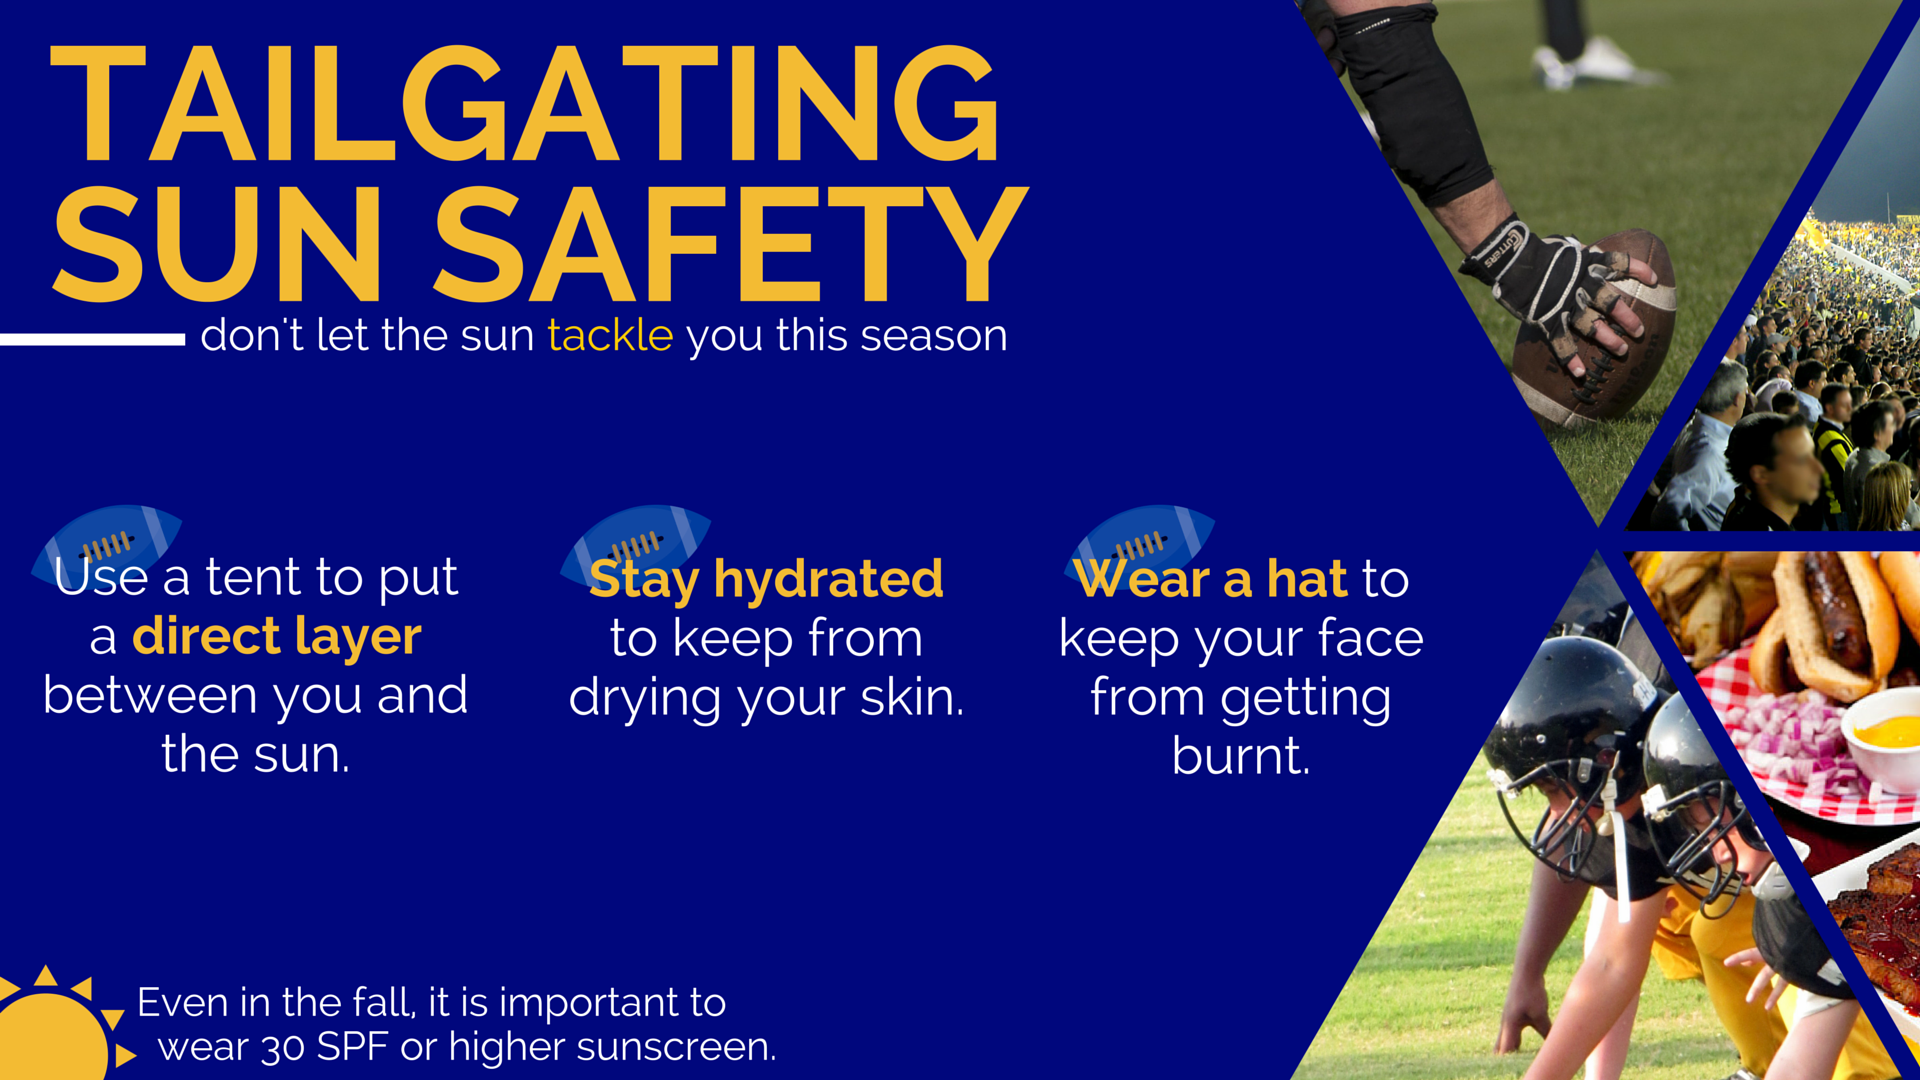 TAILGATING
SUN SAFETY
don't let the sun tackle you this season
Use a tent to put
a direct layer
between you and
the sun.
Stay hydrated
to keep from
drying your skin.
Wear a hat to
keep your face
from getting
burnt.
Even in the fall, it is important to
wear 30 SPF or higher sunscreen.
CUTTERS